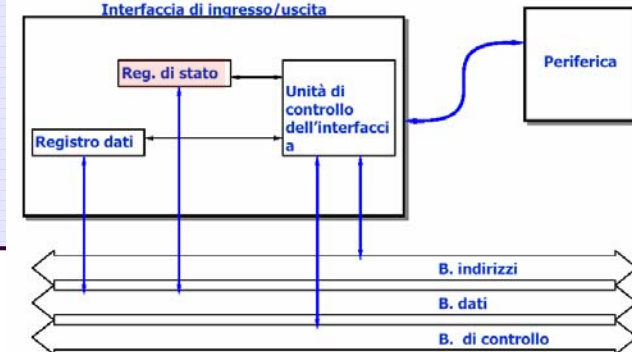 Interfaccia di ingresso/uscita
Reg. di stato
Periferica
Unità di
controllo
dell'interfacci
a
Registro dati
B. indirizzi
B. dati
B. di controllo